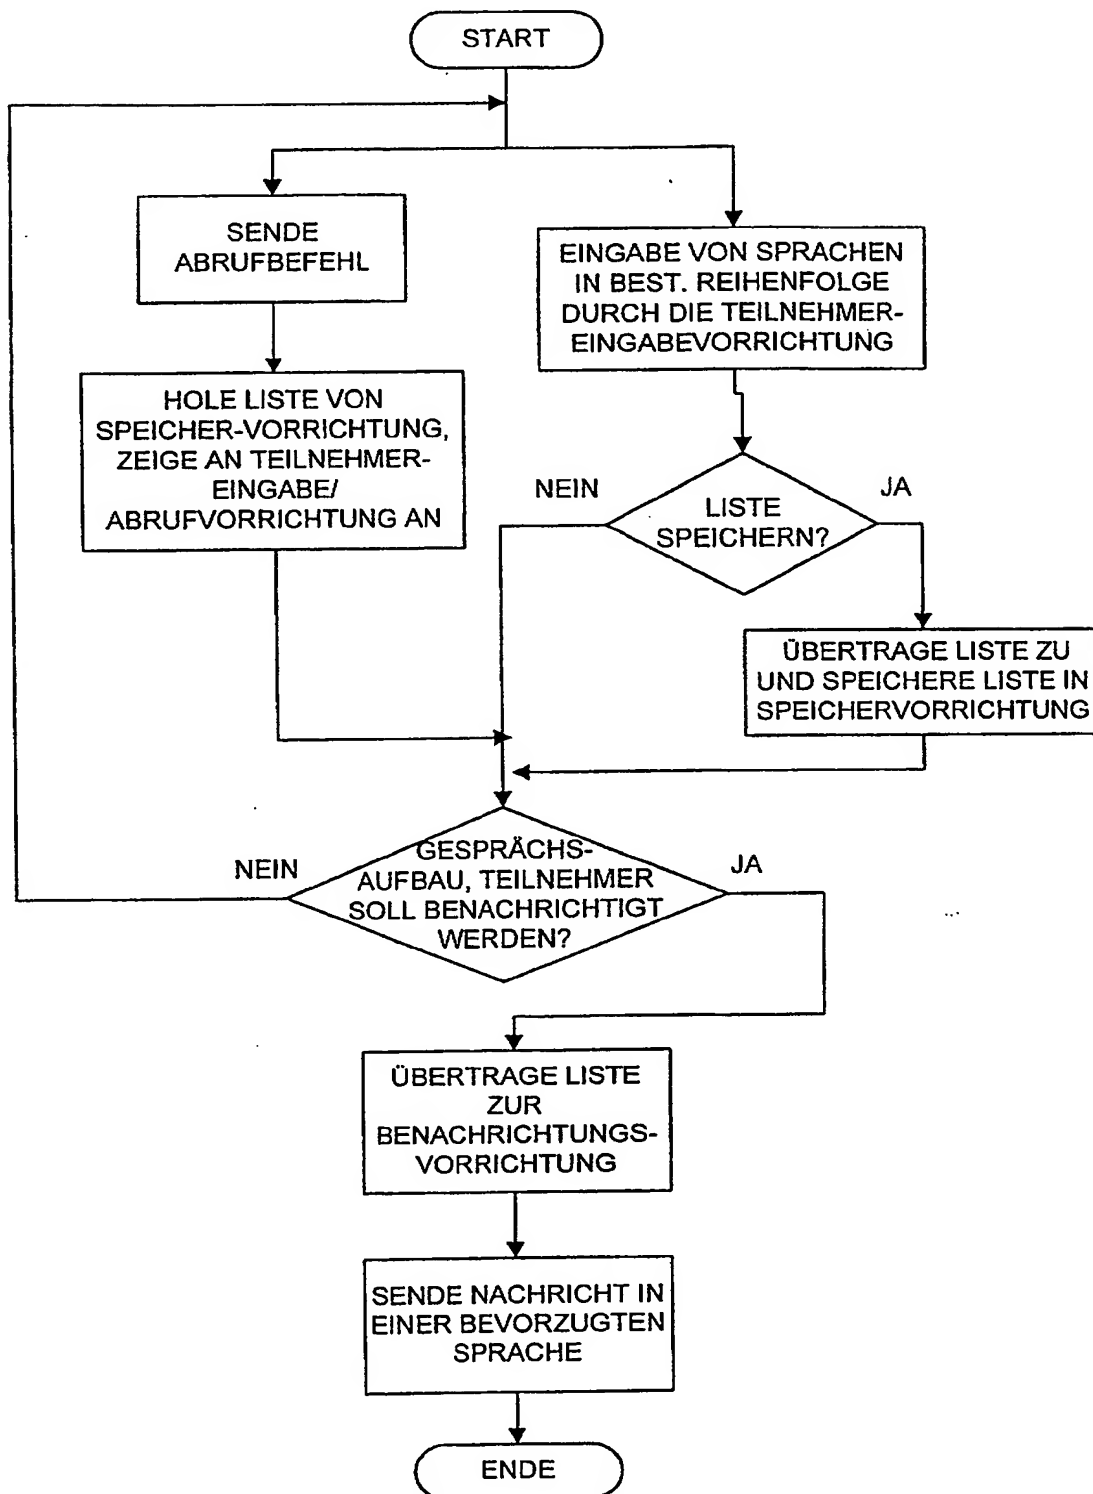 START
SENDE
ABRUFBEFEHL
EINGABE VON SPRACHEN
IN BEST. REIHENFOLGE
DURCH DIE TEILNEHMER-
EINGABEVORRICHTUNG
HOLE LISTE VON
SPEICHER-VORRICHTUNG,
ZEIGE AN TEILNEHMER-
EINGABE/
ABRUFVORRICHTUNG AN
NEIN
LISTE
SPEICHERN?
JA
ÜBERTRAGE LISTE ZU
UND SPEICHERE LISTE IN
SPEICHERVORRICHTUNG
NEIN
GESPRÄCHS-
AUFBAU, TEILNEHMER
SOLL BENACHRICHTIGT
WERDEN?
JA
ÜBERTRAGE LISTE
ZUR
BENACHRICHTUNGS-
VORRICHTUNG
SENDE NACHRICHT IN
EINER BEVORZUGTEN
SPRACHE
ENDE